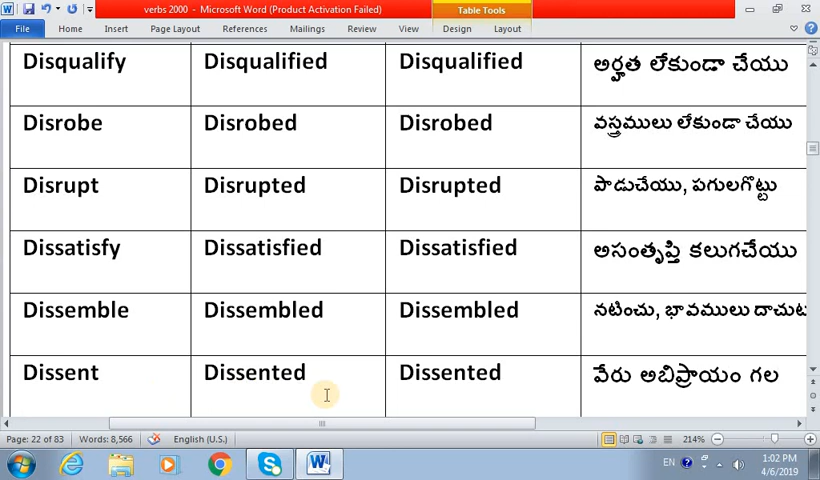 verbs 2000 - Microsoft Word (Product Activation Failed)
Table Tools
File Home Insert Page Layout References Mailings Review View Design Layout
Disqualify Disqualified Disqualified అర్హత లేకుండా చేయు
Disrobe Disrobed Disrobed వస్త్రములు లేకుండా చేయు
Disrupt Disrupted Disrupted పాడుచేయు, పగులగొట్టు
Dissatisfy Dissatisfied Dissatisfied అసంతృప్తి కలుగచేయు
Dissemble Dissembled Dissembled నటించు, భావములు దాచుట
Dissent Dissented Dissented వేరు అబిప్రాయం గల
Page: 22 of 83 Words: 8,566 English (U.S.) 214%
EN 1:02 PM
4/6/2019